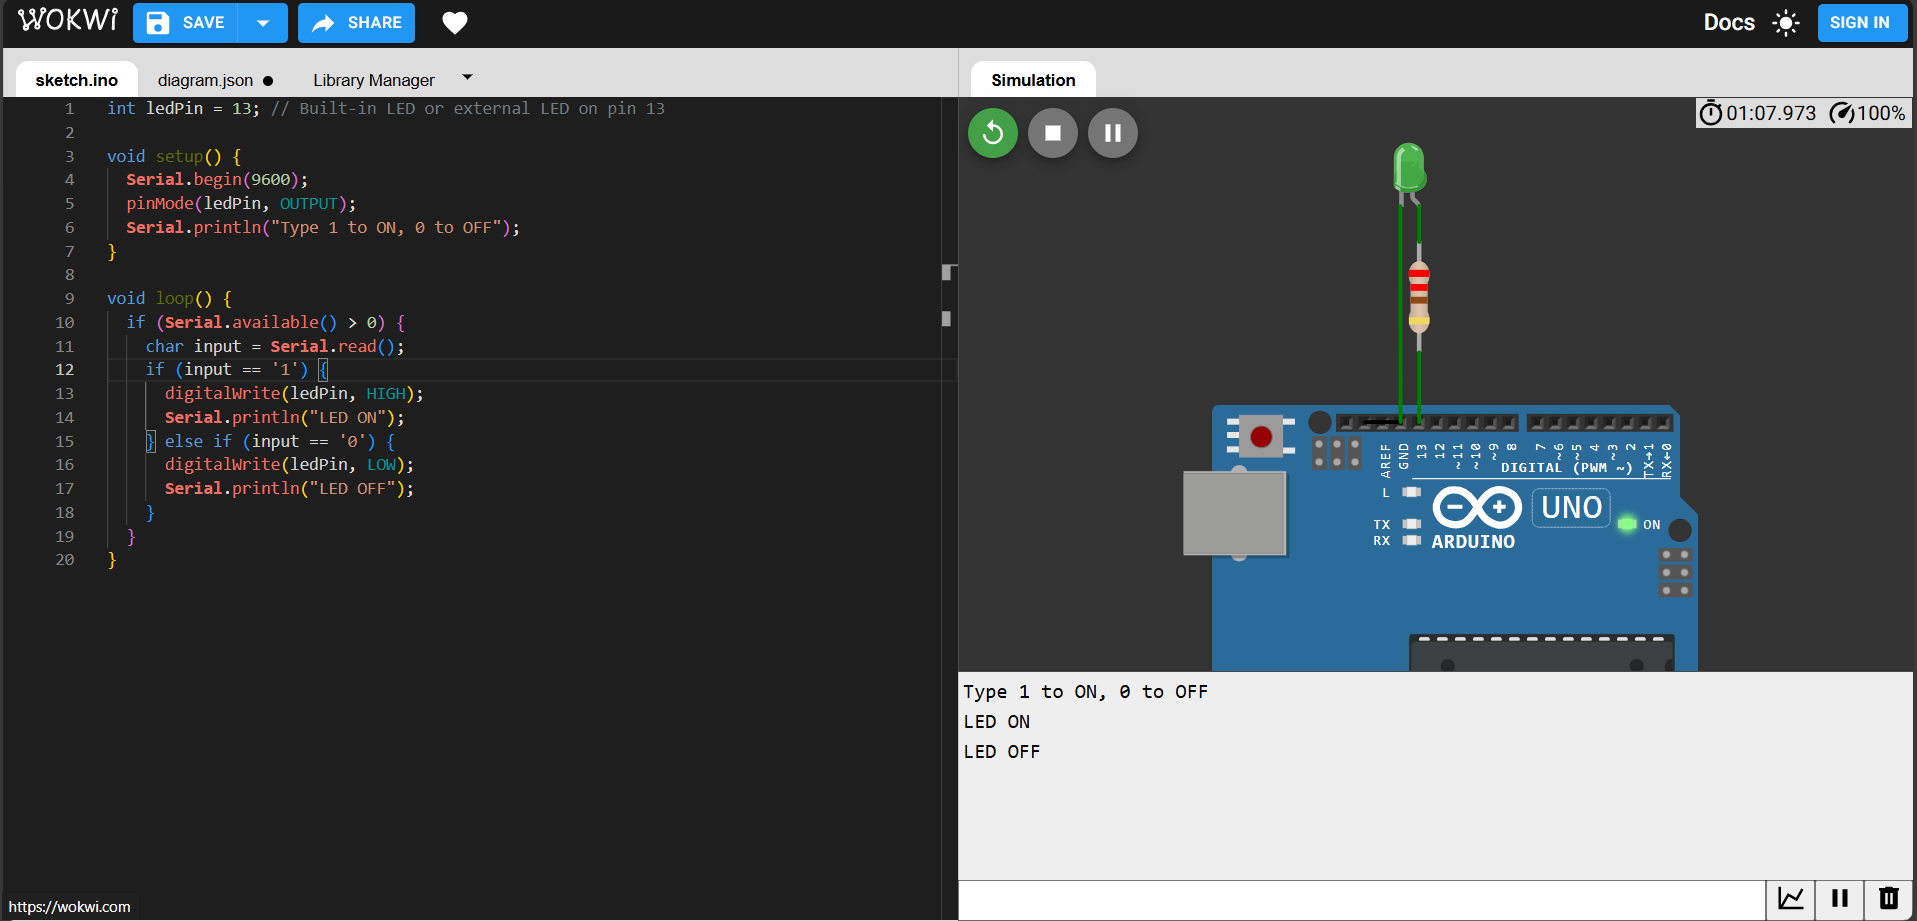 WOKWI
SAVE
SHARE
Docs
SIGN IN
sketch.ino
diagram.json
Library Manager
Simulation
1 int ledPin = 13; // Built-in LED or external LED on pin 13
2
3 void setup() {
4 Serial.begin(9600);
5 pinMode(ledPin, OUTPUT);
6 Serial.println("Type 1 to ON, 0 to OFF");
7 }
8
9 void loop() {
10 if (Serial.available() > 0) {
11 char input = Serial.read();
12 if (input == '1') {
13 digitalWrite(ledPin, HIGH);
14 Serial.println("LED ON");
15 } else if (input == '0') {
16 digitalWrite(ledPin, LOW);
17 Serial.println("LED OFF");
18 }
19 }
20 }
https://wokwi.com
01:07.973 100%
AREF GND 13 12 ~11 ~10 ~9 8 7 ~6 ~5 4 ~3 2 TX→1 RX←0
DIGITAL (PWM ~)
L
UNO
TX
ON
RX
ARDUINO
Type 1 to ON, 0 to OFF
LED ON
LED OFF